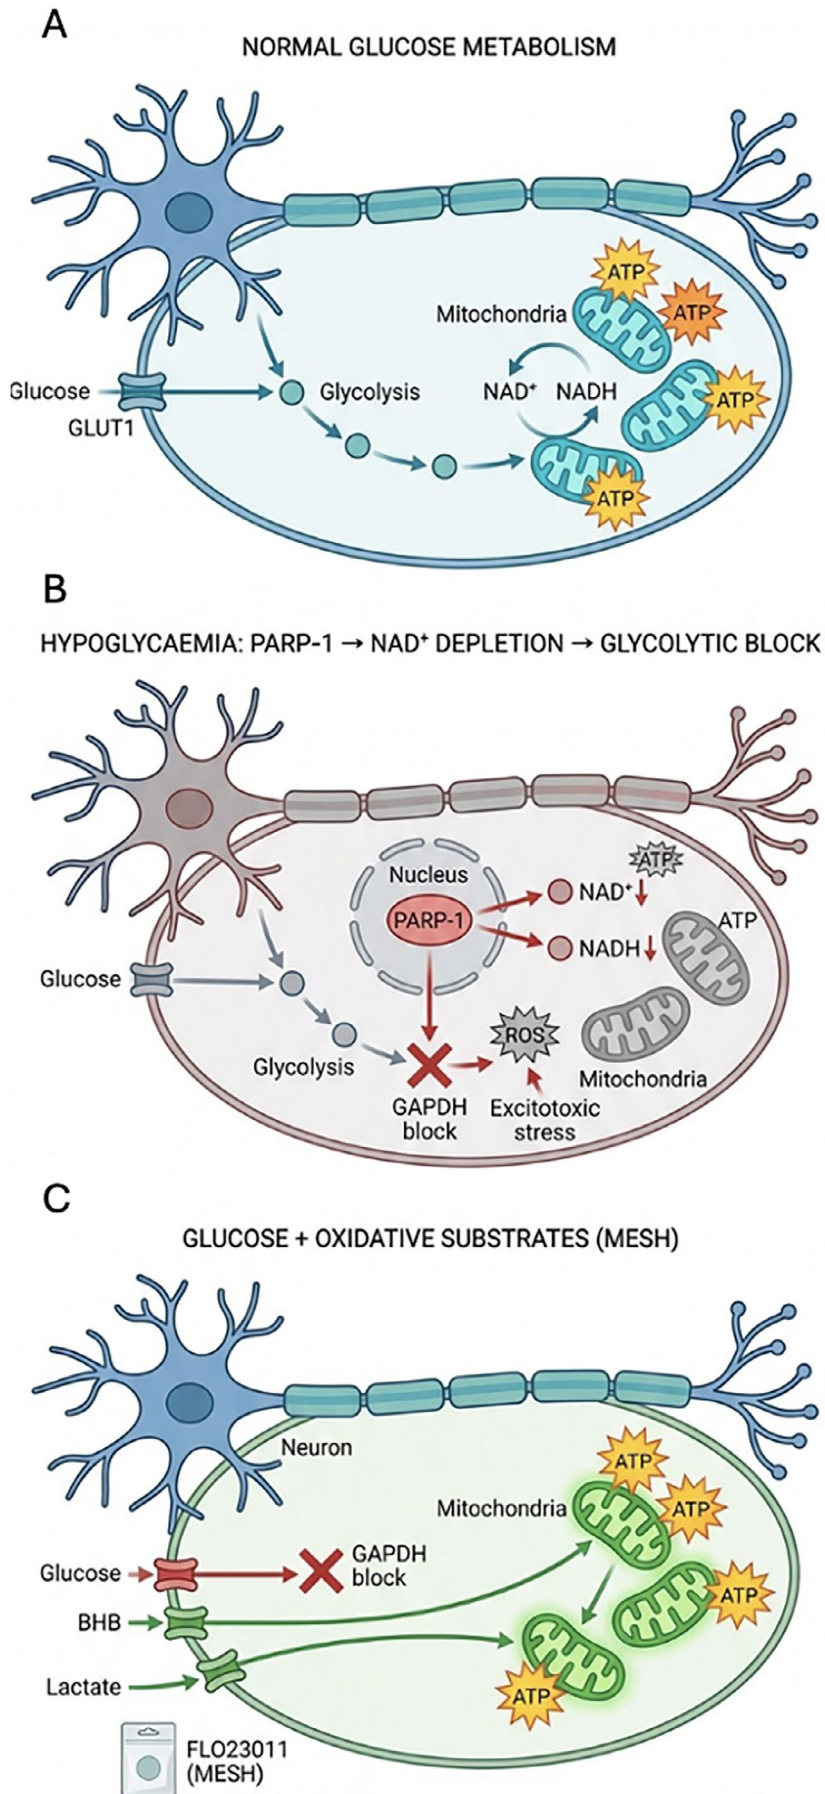 A
NORMAL GLUCOSE METABOLISM
ATP
Mitochondria
ATP
Glucose
Glycolysis
NAD⁺
NADH
ATP
GLUT1
ATP
B
HYPOGLYCAEMIA: PARP-1 → NAD⁺ DEPLETION → GLYCOLYTIC BLOCK
Nucleus
ATP
NAD⁺
PARP-1
ATP
NADH
Glucose
ROS
Glycolysis
Mitochondria
GAPDH
block
Excitotoxic
stress
C
GLUCOSE + OXIDATIVE SUBSTRATES (MESH)
Neuron
ATP
Mitochondria
ATP
GAPDH
block
Glucose
ATP
BHB
Lactate
ATP
FLO23011
(MESH)